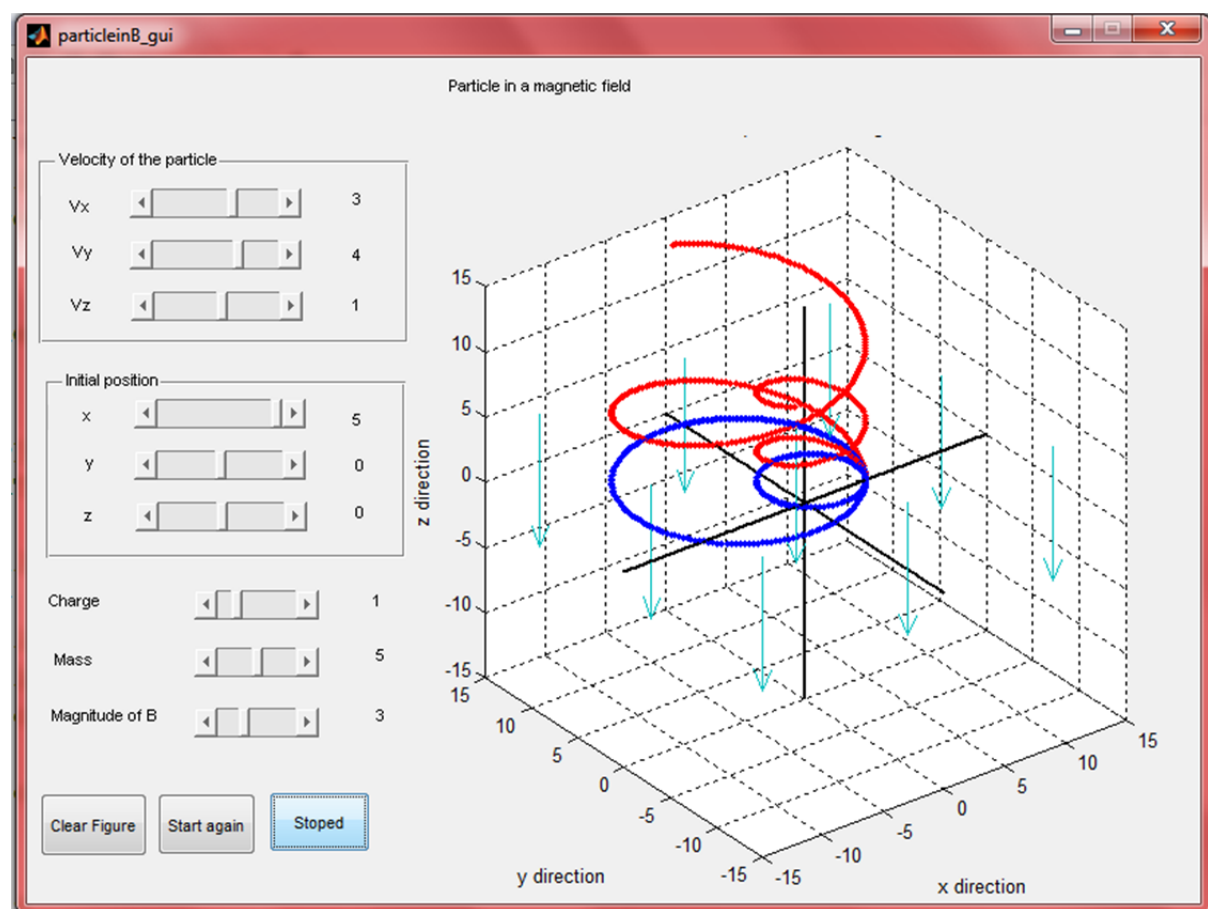 particleinB_gui
Particle in a magnetic field
Velocity of the particle
Vx 3
Vy 4
Vz 1
Initial position
x 5
y 0
z 0
Charge 1
Mass 5
Magnitude of B 3
Clear Figure
Start again
Stoped
z direction
15
10
5
0
-5
-10
-15
15
10
5
0
-5
-10
-15
y direction
-15
-10
-5
0
5
10
15
x direction